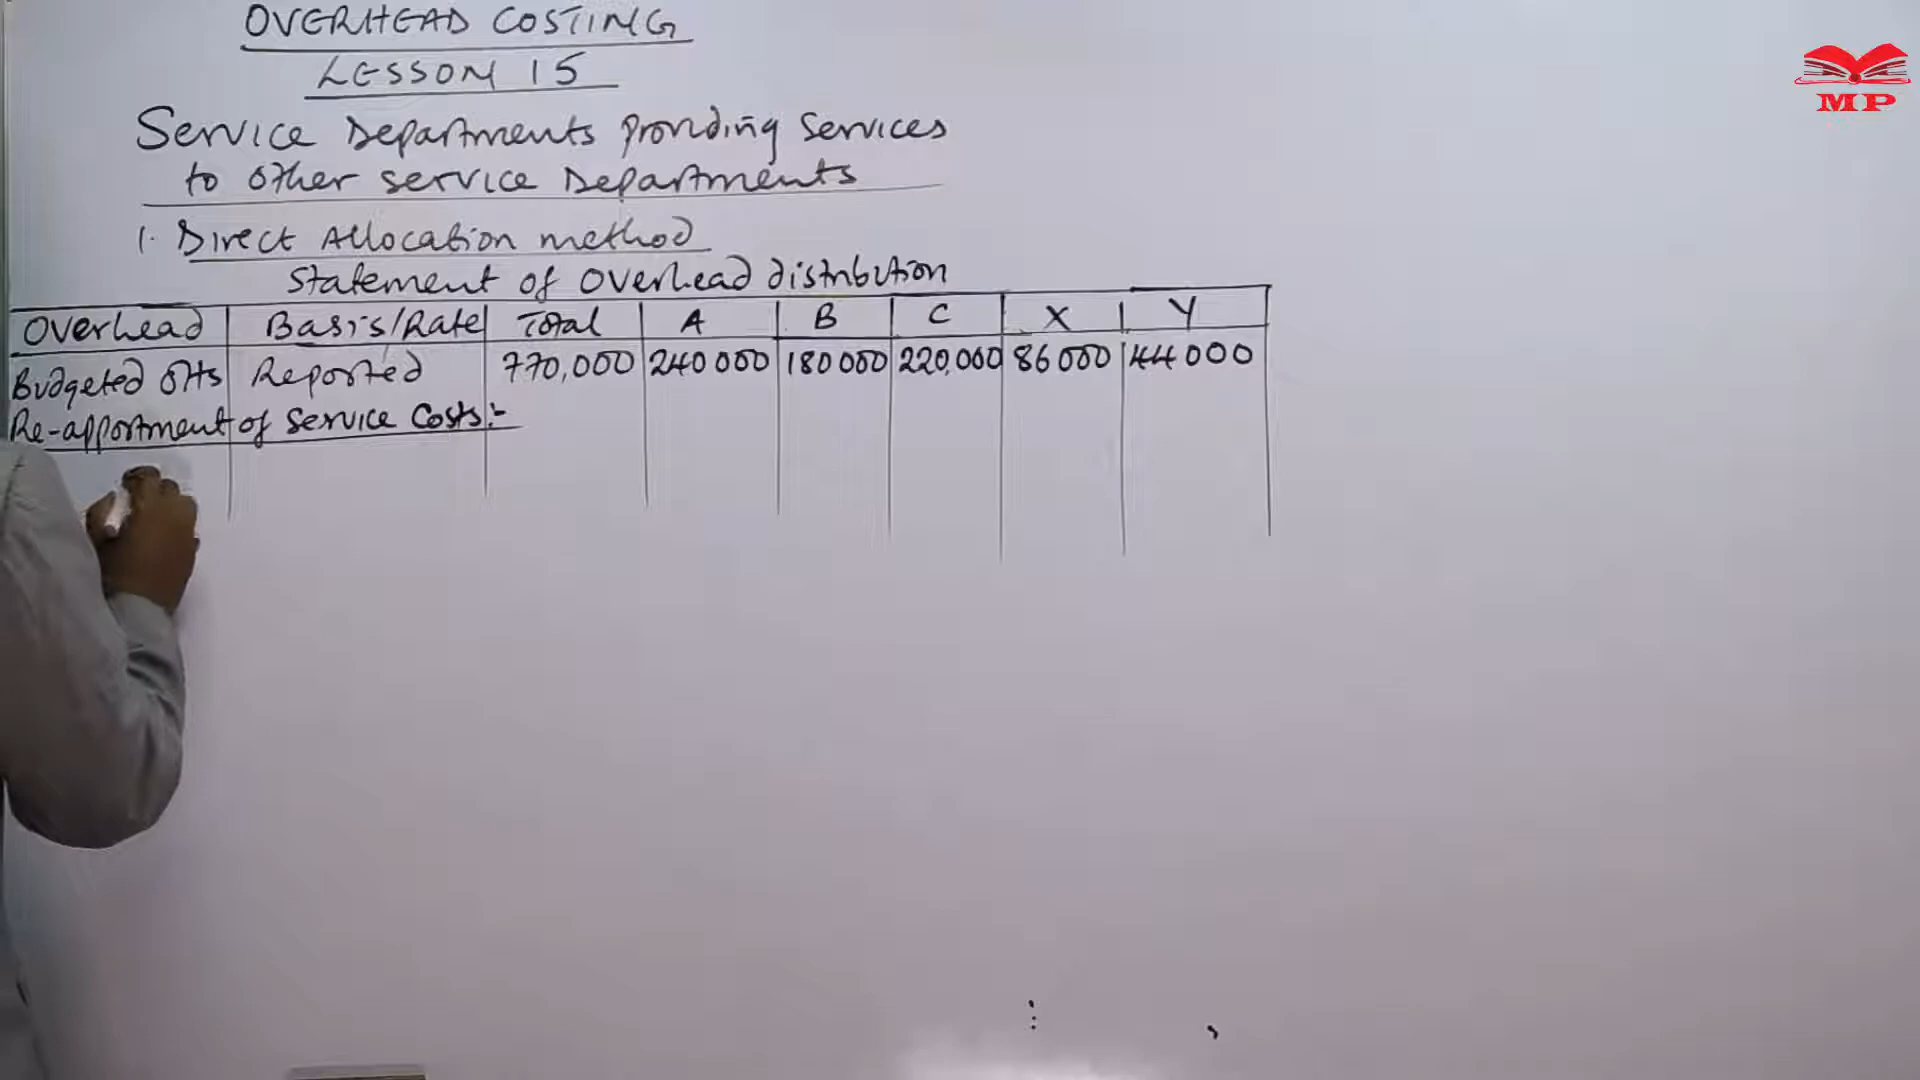 OVERHEAD COSTING
LESSON 15
Service Departments providing services
to other service Departments
1. Direct Allocation method
Statement of overhead distribution
Overhead Basis/Rate Total A B C X Y
Budgeted OHs Reported 770,000 240 000 180 000 220,000 86 000 44 000
Re-apportment of service costs:-
MP